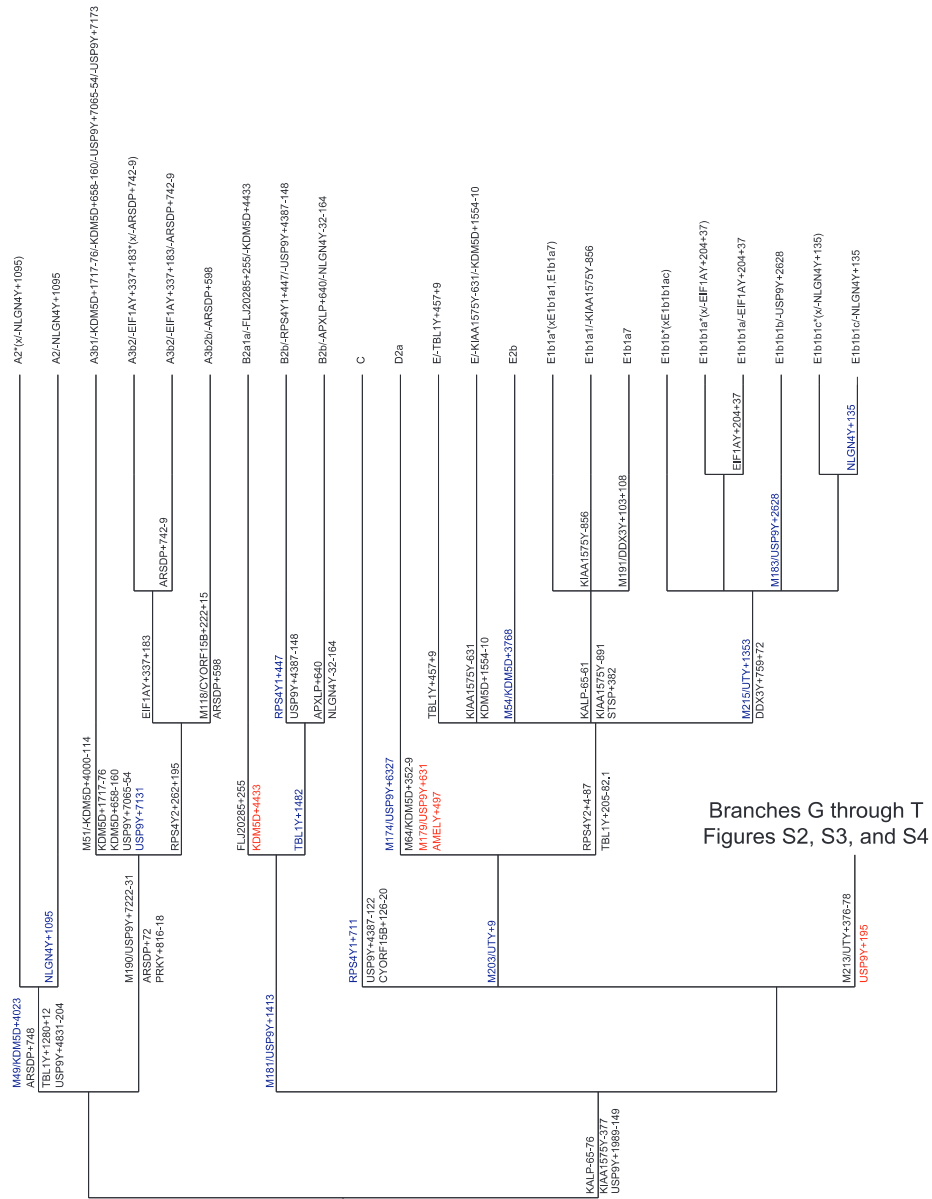 A2*(x/-NLGN4Y+1095)
A2/-NLGN4Y+1095
A3b1/-KDM5D+1717-76/-KDM5D+658-160/-USP9Y+7065-54/-USP9Y+7173
A3b2/-EIF1AY+337+183*(x/-ARSDP+742-9)
A3b2/-EIF1AY+337+183/-ARSDP+742-9
A3b2b/-ARSDP+598
B2a1a/-FLJ20285+255/-KDM5D+4433
B2b/-RPS4Y1+447/-USP9Y+4387-148
B2b/-APXLP+640/-NLGN4Y-32-164
C
D2a
E/-TBL1Y+457+9
E/-KIAA1575Y-631/-KDM5D+1554-10
E2b
E1b1a*(xE1b1a1,E1b1a7)
E1b1a1/-KIAA1575Y-856
E1b1a7
E1b1b*(xE1b1b1ac)
E1b1b1a*(x/-EIF1AY+204+37)
E1b1b1a/-EIF1AY+204+37
E1b1b1b/-USP9Y+2628
E1b1b1c*(x/-NLGN4Y+135)
E1b1b1c/-NLGN4Y+135
EIF1AY+204+37
NLGN4Y+135
ARSDP+742-9
KIAA1575Y-856
M191/DDX3Y+103+108
M183/USP9Y+2628
EIF1AY+337+183
M118/CYORF15B+222+15
ARSDP+598
RPS4Y1+447
USP9Y+4387-148
APXLP+640
NLGN4Y-32-164
TBL1Y+457+9
KIAA1575Y-631
KDM5D+1554-10
M54/KDM5D+3768
KALP-65-61
KIAA1575Y-891
STSP+382
M215/UTY+1353
DDX3Y+759+72
M51/-KDM5D+4000-114
KDM5D+1717-76
KDM5D+658-160
USP9Y+7065-54
USP9Y+7131
RPS4Y2+262+195
FLJ20285+255
KDM5D+4433
TBL1Y+1482
M174/USP9Y+6327
M64/KDM5D+352-9
M179/USP9Y+631
AMELY+497
RPS4Y2+4-87
TBL1Y+205-82,1
Branches G through T
Figures S2, S3, and S4
NLGN4Y+1095
M190/USP9Y+7222-31
ARSDP+72
PRKY+816-18
RPS4Y1+711
USP9Y+4387-122
CYORF15B+126-20
M203/UTY+9
M213/UTY+376-78
USP9Y+195
M49/KDM5D+4023
ARSDP+748
TBL1Y+1280+12
USP9Y+4831-204
M181/USP9Y+1413
KALP-65-76
KIAA1575Y-377
USP9Y+1989-149